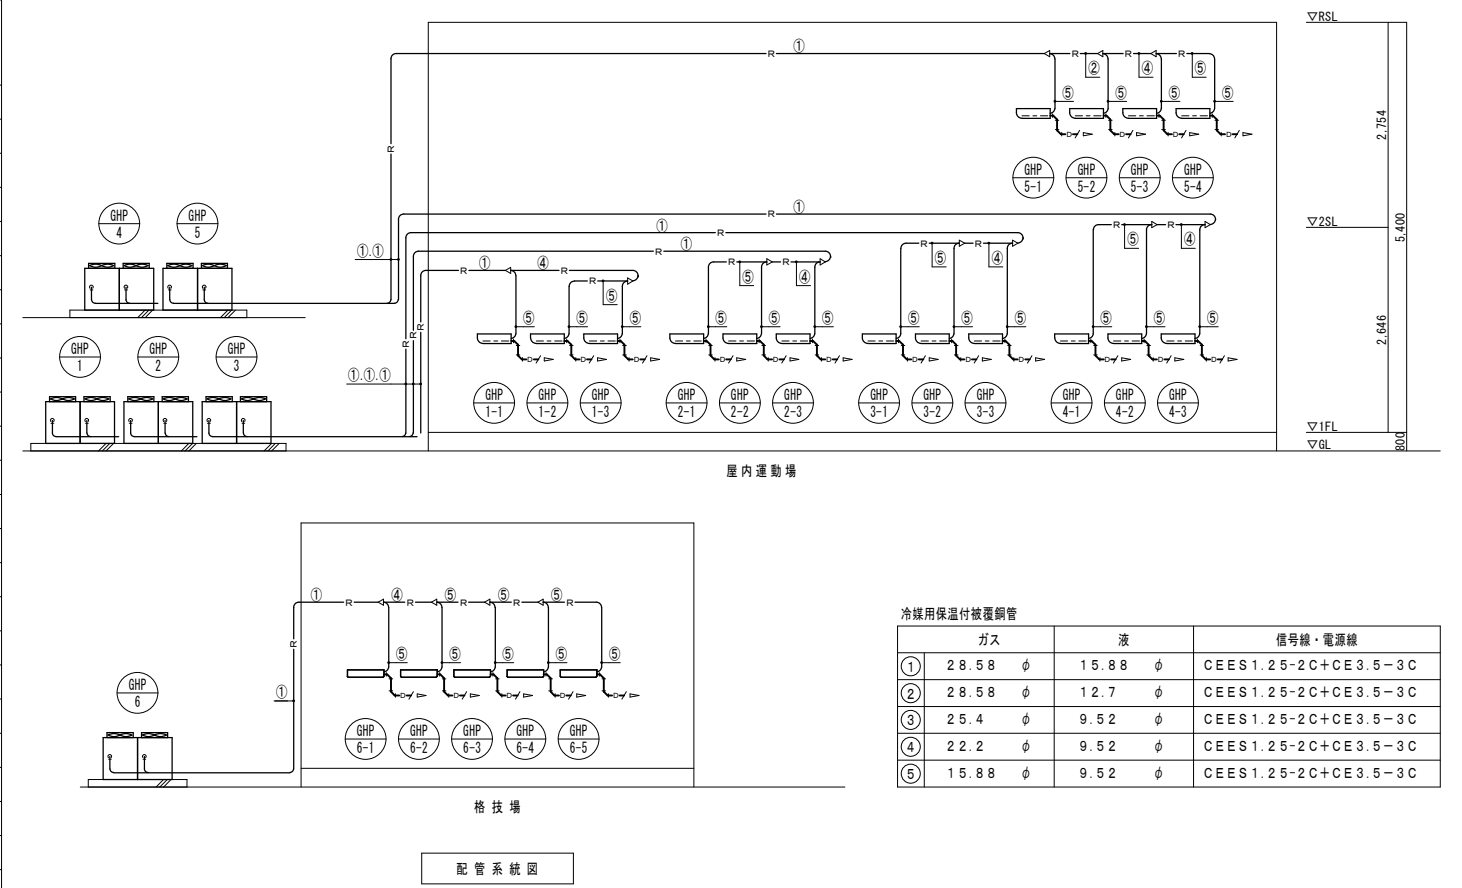 ▽RSL
R ① R ② R ④ R ⑤
⑤ ⑤ ⑤ ⑤
2,754
D D D D
R
GHP 5-1
GHP 5-2
GHP 5-3
GHP 5-4
GHP 4
GHP 5
R ①
▽2SL
5,400
① R
R ⑤ R ④
①.①
R ①
R ⑤ R ④
R ① ④ R
R ⑤ R ④
R ⑤
⑤ ⑤ ⑤
⑤ ⑤ ⑤
⑤ ⑤ ⑤
⑤ ⑤ ⑤
R R R
2,646
D D D
D D D
D D D
D D D
GHP 1
GHP 2
GHP 3
①.①.①
GHP 1-1
GHP 1-2
GHP 1-3
GHP 2-1
GHP 2-2
GHP 2-3
GHP 3-1
GHP 3-2
GHP 3-3
GHP 4-1
GHP 4-2
GHP 4-3
▽1FL
800
▽GL
屋内運動場
① R ④ R ⑤ R ⑤ R ⑤ R
R
⑤ ⑤ ⑤ ⑤ ⑤
D D D D D
①
GHP 6
GHP 6-1
GHP 6-2
GHP 6-3
GHP 6-4
GHP 6-5
格技場
冷媒用保温付被覆銅管
ガス 液 信号線・電源線
① 28.58 φ 15.88 φ CEES1.25-2C+CE3.5-3C
② 28.58 φ 12.7 φ CEES1.25-2C+CE3.5-3C
③ 25.4 φ 9.52 φ CEES1.25-2C+CE3.5-3C
④ 22.2 φ 9.52 φ CEES1.25-2C+CE3.5-3C
⑤ 15.88 φ 9.52 φ CEES1.25-2C+CE3.5-3C
配管系統図